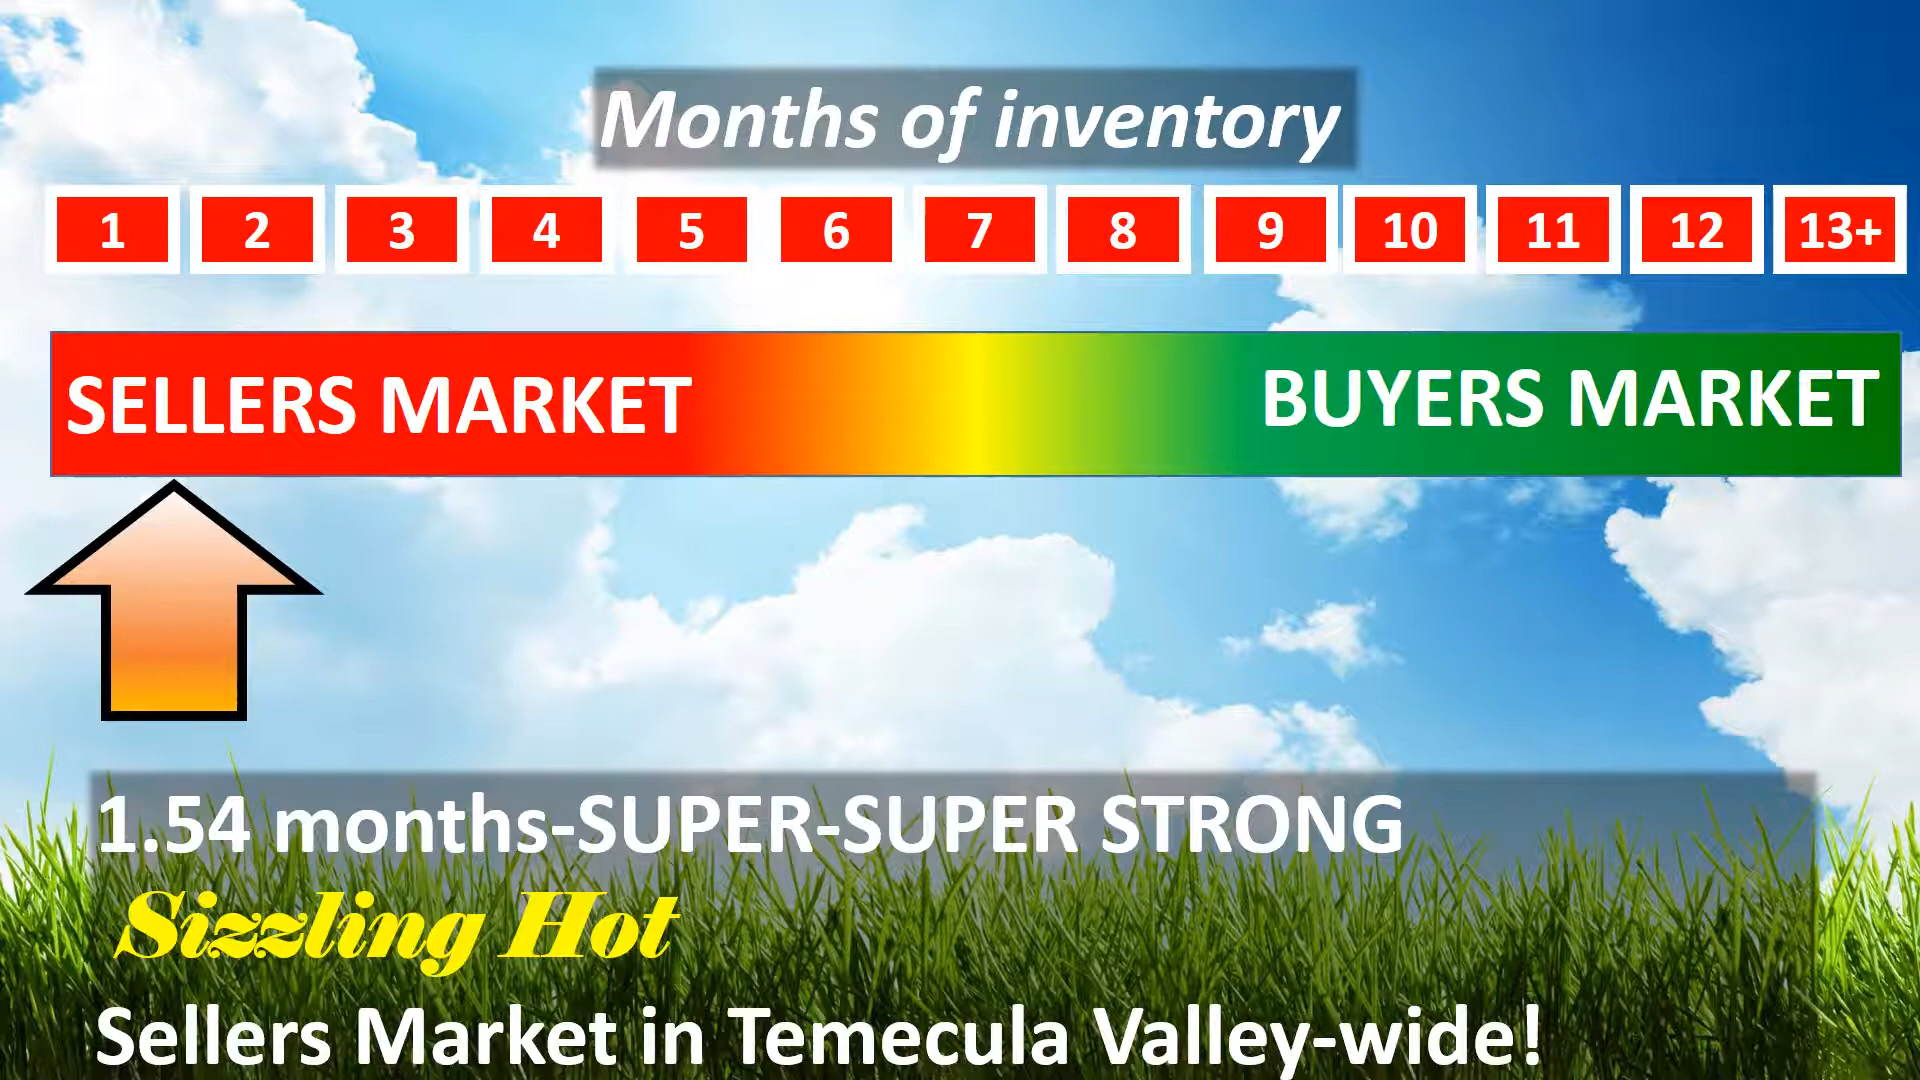 Months of inventory
1 2 3 4 5 6 7 8 9 10 11 12 13+
SELLERS MARKET BUYERS MARKET
1.54 months-SUPER-SUPER STRONG
Sizzling Hot
Sellers Market in Temecula Valley-wide!